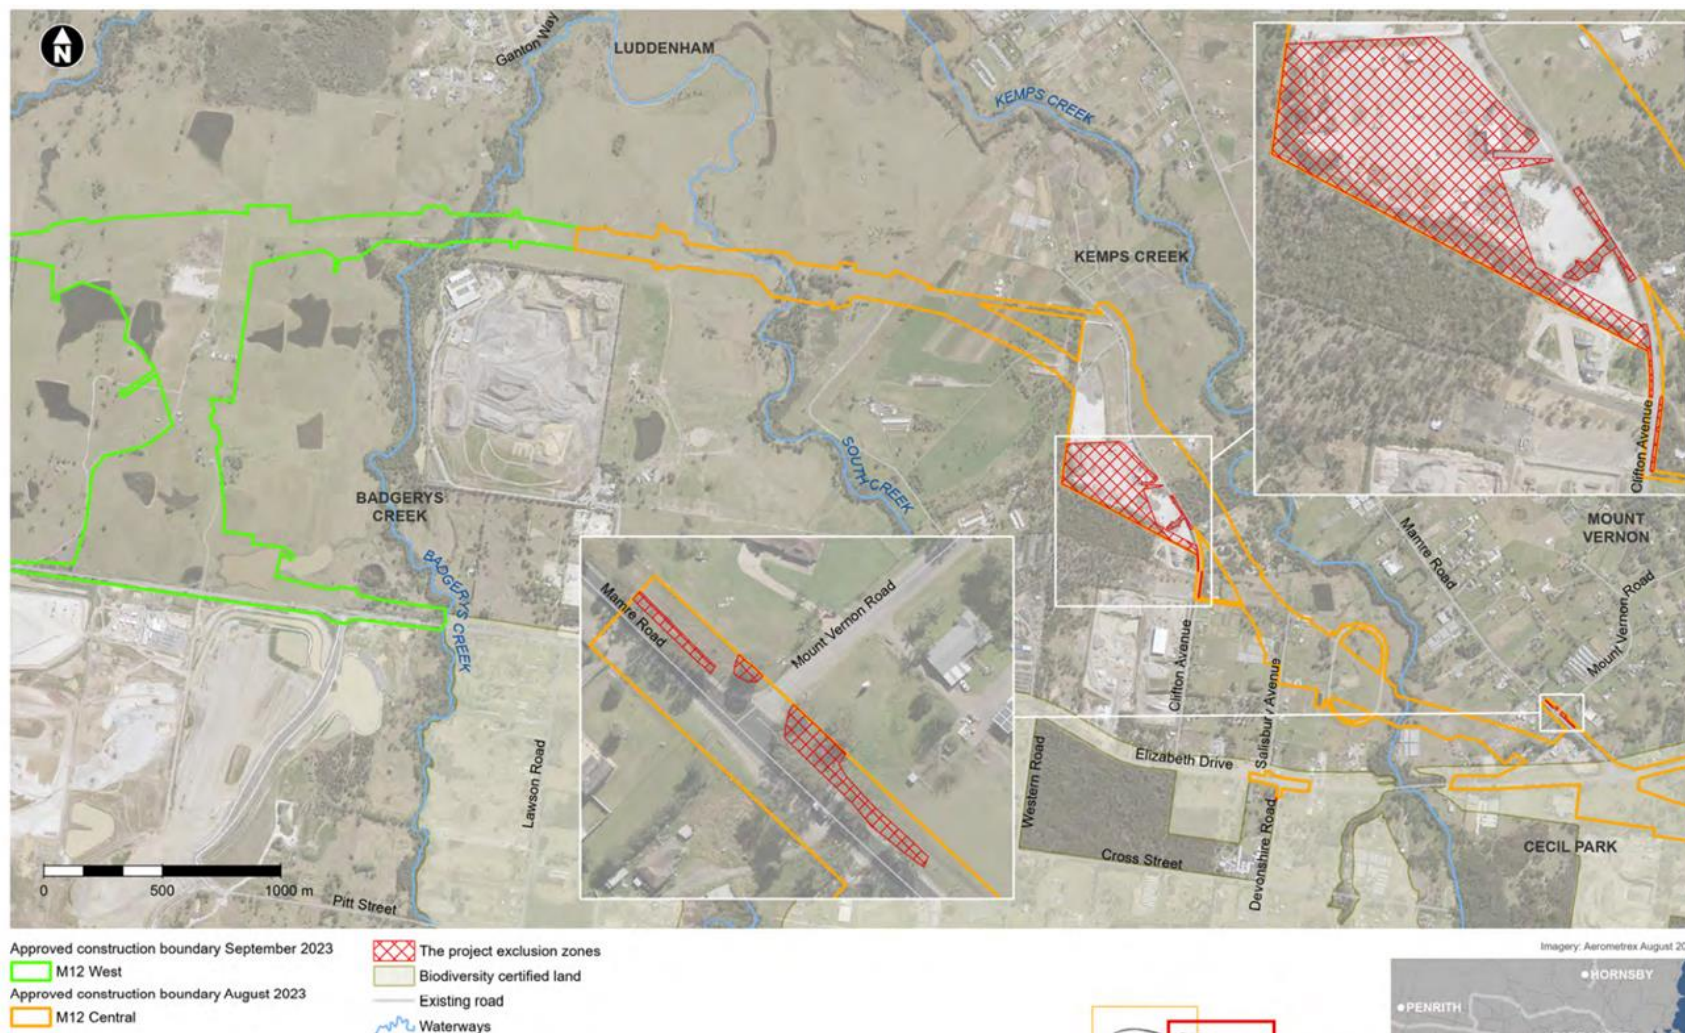 N
Ganton Way
LUDDENHAM
KEMPS CREEK
KEMPS CREEK
Clifton Avenue
SOUTH CREEK
BADGERYS
CREEK
BADGERYS CREEK
MOUNT
VERNON
Mamre Road
Mount Vernon Road
Mamre Road
Mount Vernon Road
Clifton Avenue
Salisbury Avenue
Elizabeth Drive
Western Road
Lawson Road
Devonshire Road
Cross Street
CECIL PARK
0 500 1000 m
Pitt Street
Approved construction boundary September 2023
M12 West
Approved construction boundary August 2023
M12 Central
The project exclusion zones
Biodiversity certified land
Existing road
Waterways
Imagery: Aerometrex August 20
HORNSBY
PENRITH